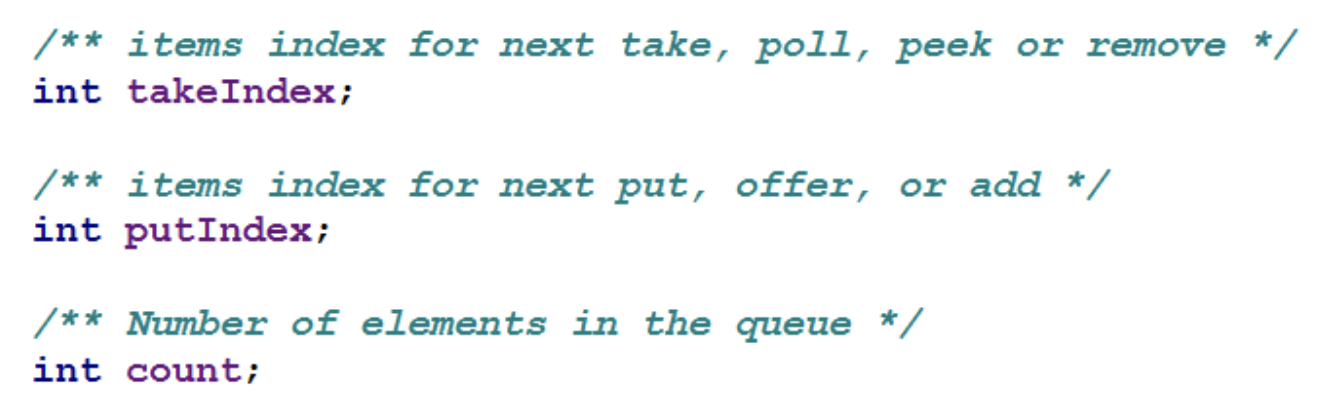 /** items index for next take, poll, peek or remove */
int takeIndex;
/** items index for next put, offer, or add */
int putIndex;
/** Number of elements in the queue */
int count;